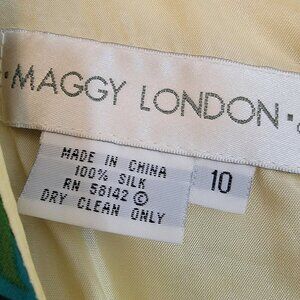 ·MAGGY LONDON·
MADE IN CHINA
100% SILK
RN 58142 ©
DRY CLEAN ONLY
10